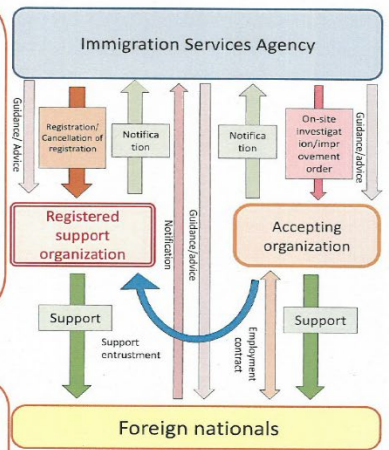 Immigration Services Agency
Guidance/ Advice
Registration/
Cancellation of
registration
Notifica
tion
Notification
Guidance/advice
Notifica
tion
On-site
investigat
ion/impr
ovement
order
Guidance/advice
Registered
support
organization
Accepting
organization
Support
Support
entrustment
Employment
contract
Support
Foreign nationals